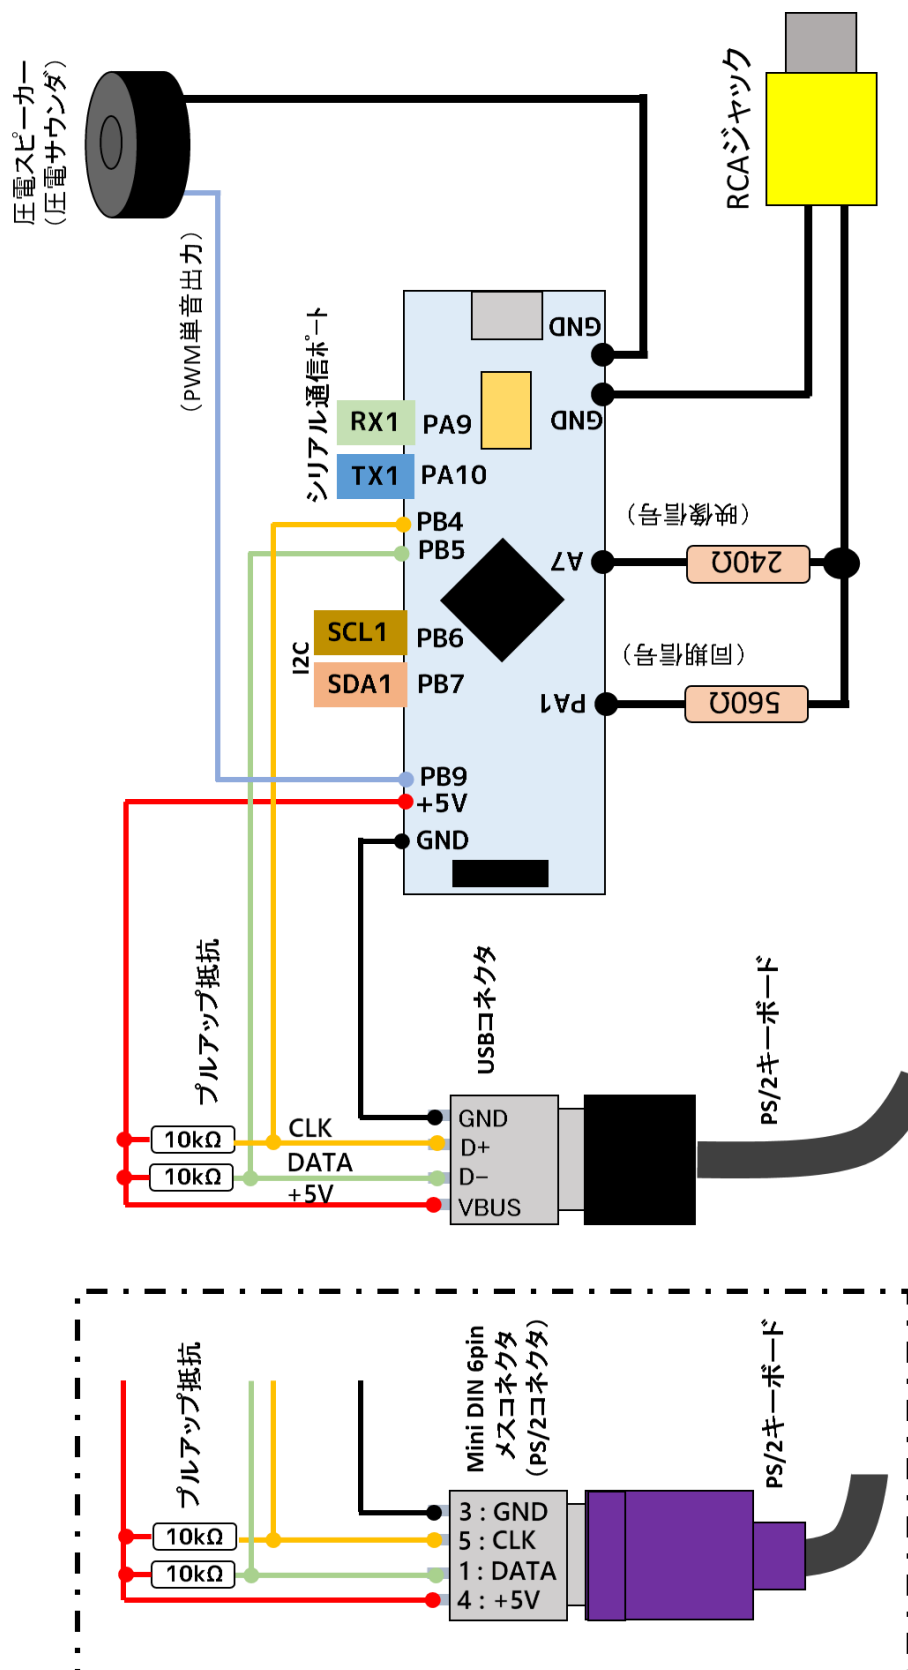 圧電スピーカー
（圧電サウンダ）
RCAジャック
（PWM単音出力）
シリアル通信ポート
GND
GND
RX1
PA9
TX1
PA10
PB4
PB5
（映像信号）
A7
240Ω
I2C
SCL1
PB6
SDA1
PB7
（同期信号）
PA1
560Ω
PB9
+5V
GND
プルアップ抵抗
USBコネクタ
PS/2キーボード
10kΩ
CLK
GND
D+
10kΩ
DATA
D−
+5V
VBUS
プルアップ抵抗
Mini DIN 6pin
メスコネクタ
（PS/2コネクタ）
PS/2キーボード
3 : GND
10kΩ
5 : CLK
10kΩ
1 : DATA
4 : +5V